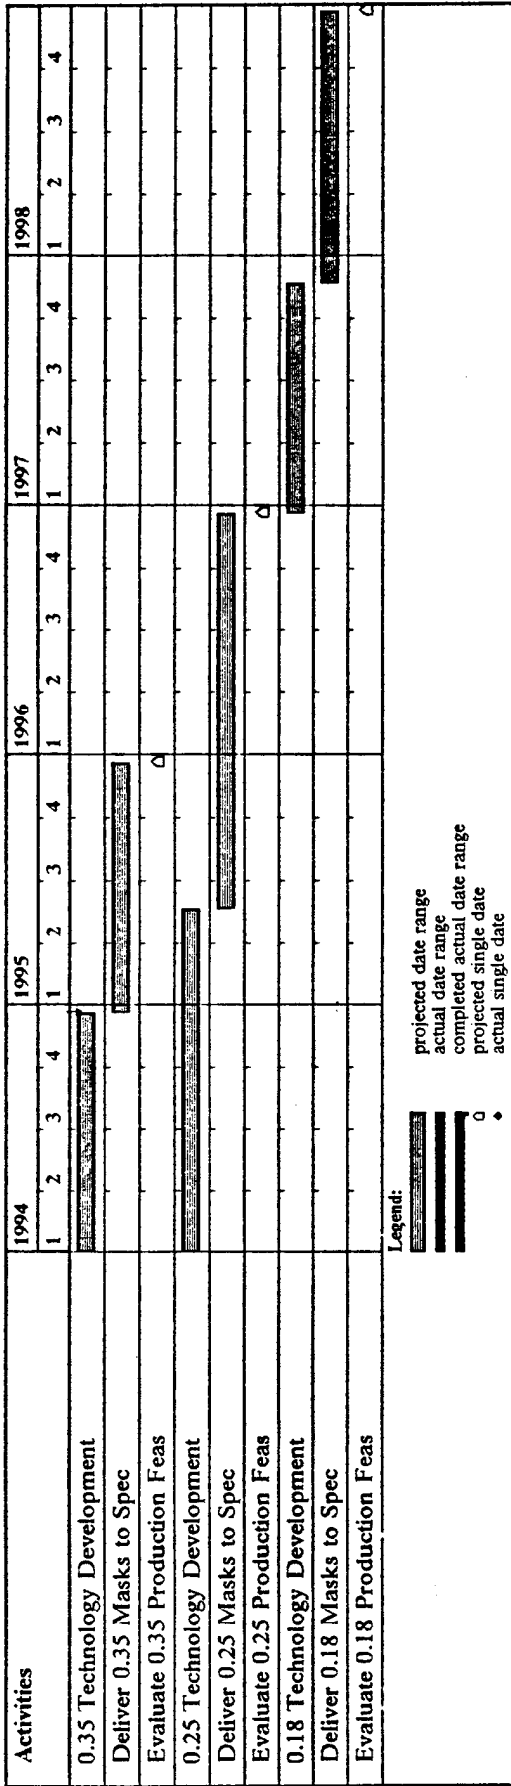 Activities 1994 1995 1996 1997 1998
1 2 3 4 1 2 3 4 1 2 3 4 1 2 3 4 1 2 3 4
0.35 Technology Development
Deliver 0.35 Masks to Spec
Evaluate 0.35 Production Feas
0.25 Technology Development
Deliver 0.25 Masks to Spec
Evaluate 0.25 Production Feas
0.18 Technology Development
Deliver 0.18 Masks to Spec
Evaluate 0.18 Production Feas
Legend:
projected date range
actual date range
completed actual date range
projected single date
actual single date